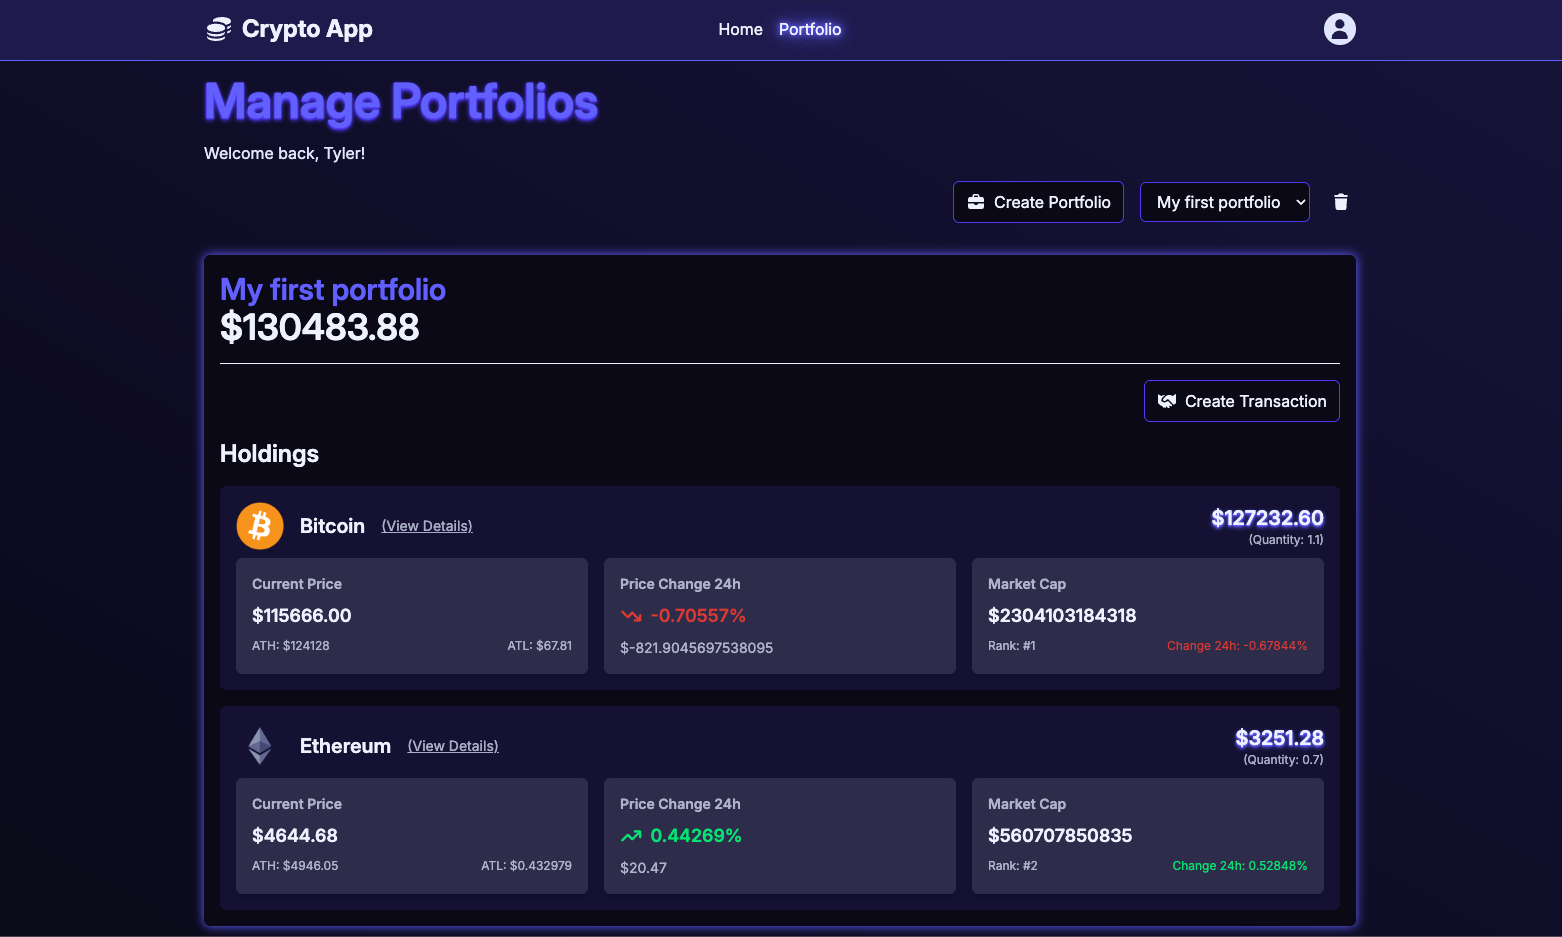 Crypto App
Home Portfolio
Manage Portfolios
Welcome back, Tyler!
Create Portfolio
My first portfolio
My first portfolio
$130483.88
Create Transaction
Holdings
Bitcoin (View Details)
$127232.60
(Quantity: 1.1)
Current Price
$115666.00
ATH: $124128 ATL: $67.81
Price Change 24h
-0.70557%
$-821.9045697538095
Market Cap
$2304103184318
Rank: #1 Change 24h: -0.67844%
Ethereum (View Details)
$3251.28
(Quantity: 0.7)
Current Price
$4644.68
ATH: $4946.05 ATL: $0.432979
Price Change 24h
0.44269%
$20.47
Market Cap
$560707850835
Rank: #2 Change 24h: 0.52848%